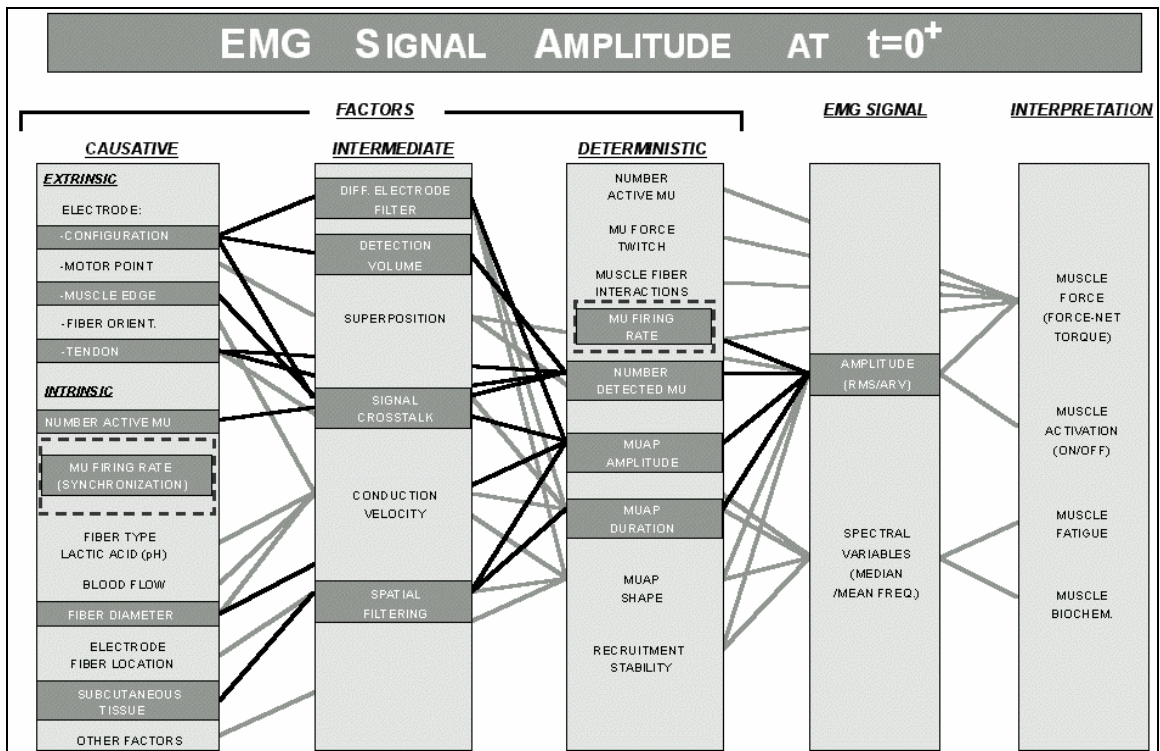 EMG SIGNAL AMPLITUDE AT t=0+
FACTORS
EMG SIGNAL
INTERPRETATION
CAUSATIVE
INTERMEDIATE
DETERMINISTIC
EXTRINSIC
ELECTRODE:
-CONFIGURATION
-MOTOR POINT
-MUSCLE EDGE
-FIBER ORIENT.
-TENDON
INTRINSIC
NUMBER ACTIVE MU
MU FIRING RATE
(SYNCHRONIZATION)
FIBER TYPE
LACTIC ACID (pH)
BLOOD FLOW
FIBER DIAMETER
ELECTRODE
FIBER LOCATION
SUBCUTANEOUS
TISSUE
OTHER FACTORS
DIFF. ELECTRODE
FILTER
DETECTION
VOLUME
SUPERPOSITION
SIGNAL
CROSSTALK
CONDUCTION
VELOCITY
SPATIAL
FILTERING
NUMBER
ACTIVE MU
MU FORCE
TWITCH
MUSCLE FIBER
INTERACTIONS
MU FIRING
RATE
NUMBER
DETECTED MU
MUAP
AMPLITUDE
MUAP
DURATION
MUAP
SHAPE
RECRUITMENT
STABILITY
AMPLITUDE
(RMS/ARV)
SPECTRAL
VARIABLES
(MEDIAN
/MEAN FREQ.)
MUSCLE
FORCE
(FORCE-NET
TORQUE)
MUSCLE
ACTIVATION
(ON/OFF)
MUSCLE
FATIGUE
MUSCLE
BIOCHEM.